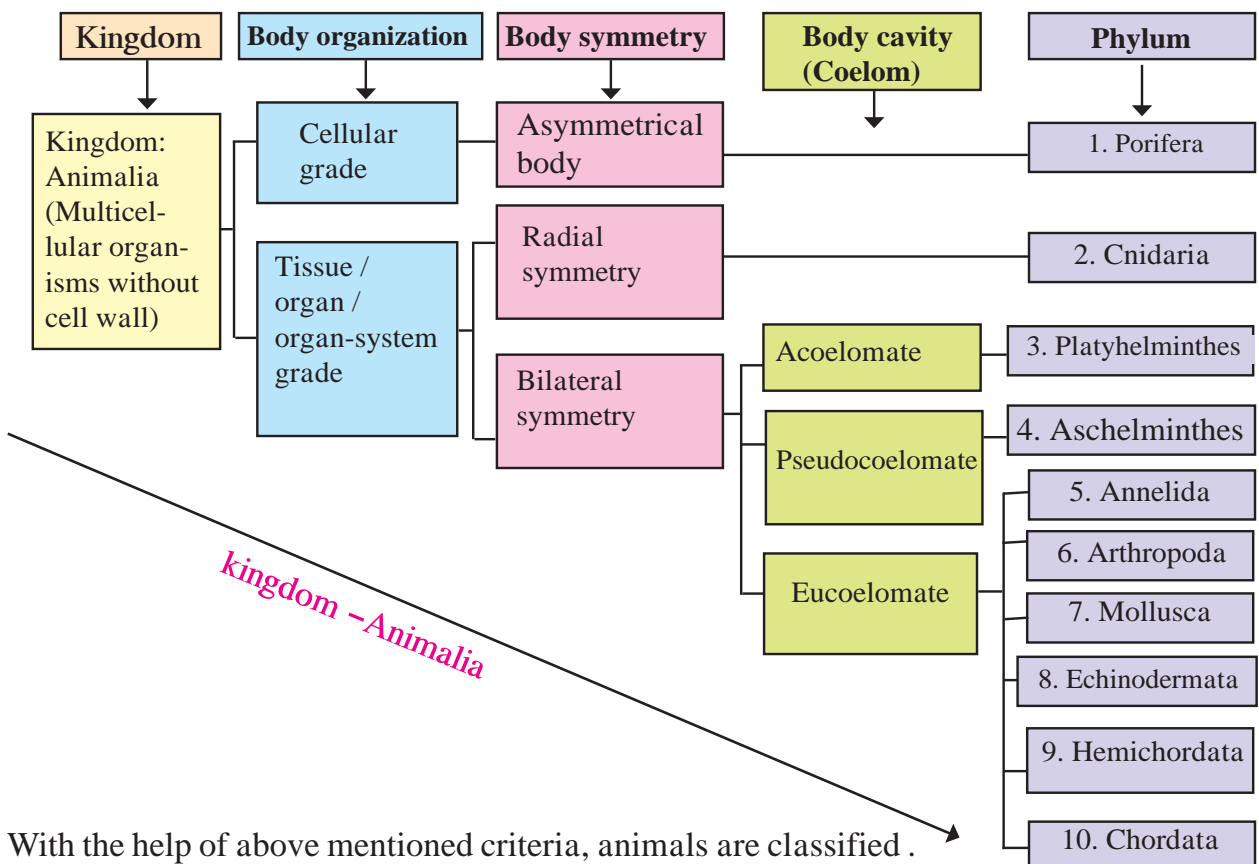 Kingdom
Body organization
Body symmetry
Body cavity
(Coelom)
Phylum
Kingdom:
Animalia
(Multicel-
lular organ-
isms without
cell wall)
Cellular
grade
Tissue /
organ /
organ-system
grade
Asymmetrical
body
Radial
symmetry
Bilateral
symmetry
Acoelomate
Pseudocoelomate
Eucoelomate
1. Porifera
2. Cnidaria
3. Platyhelminthes
4. Aschelminthes
5. Annelida
6. Arthropoda
7. Mollusca
8. Echinodermata
9. Hemichordata
10. Chordata
kingdom -Animalia
With the help of above mentioned criteria, animals are classified .